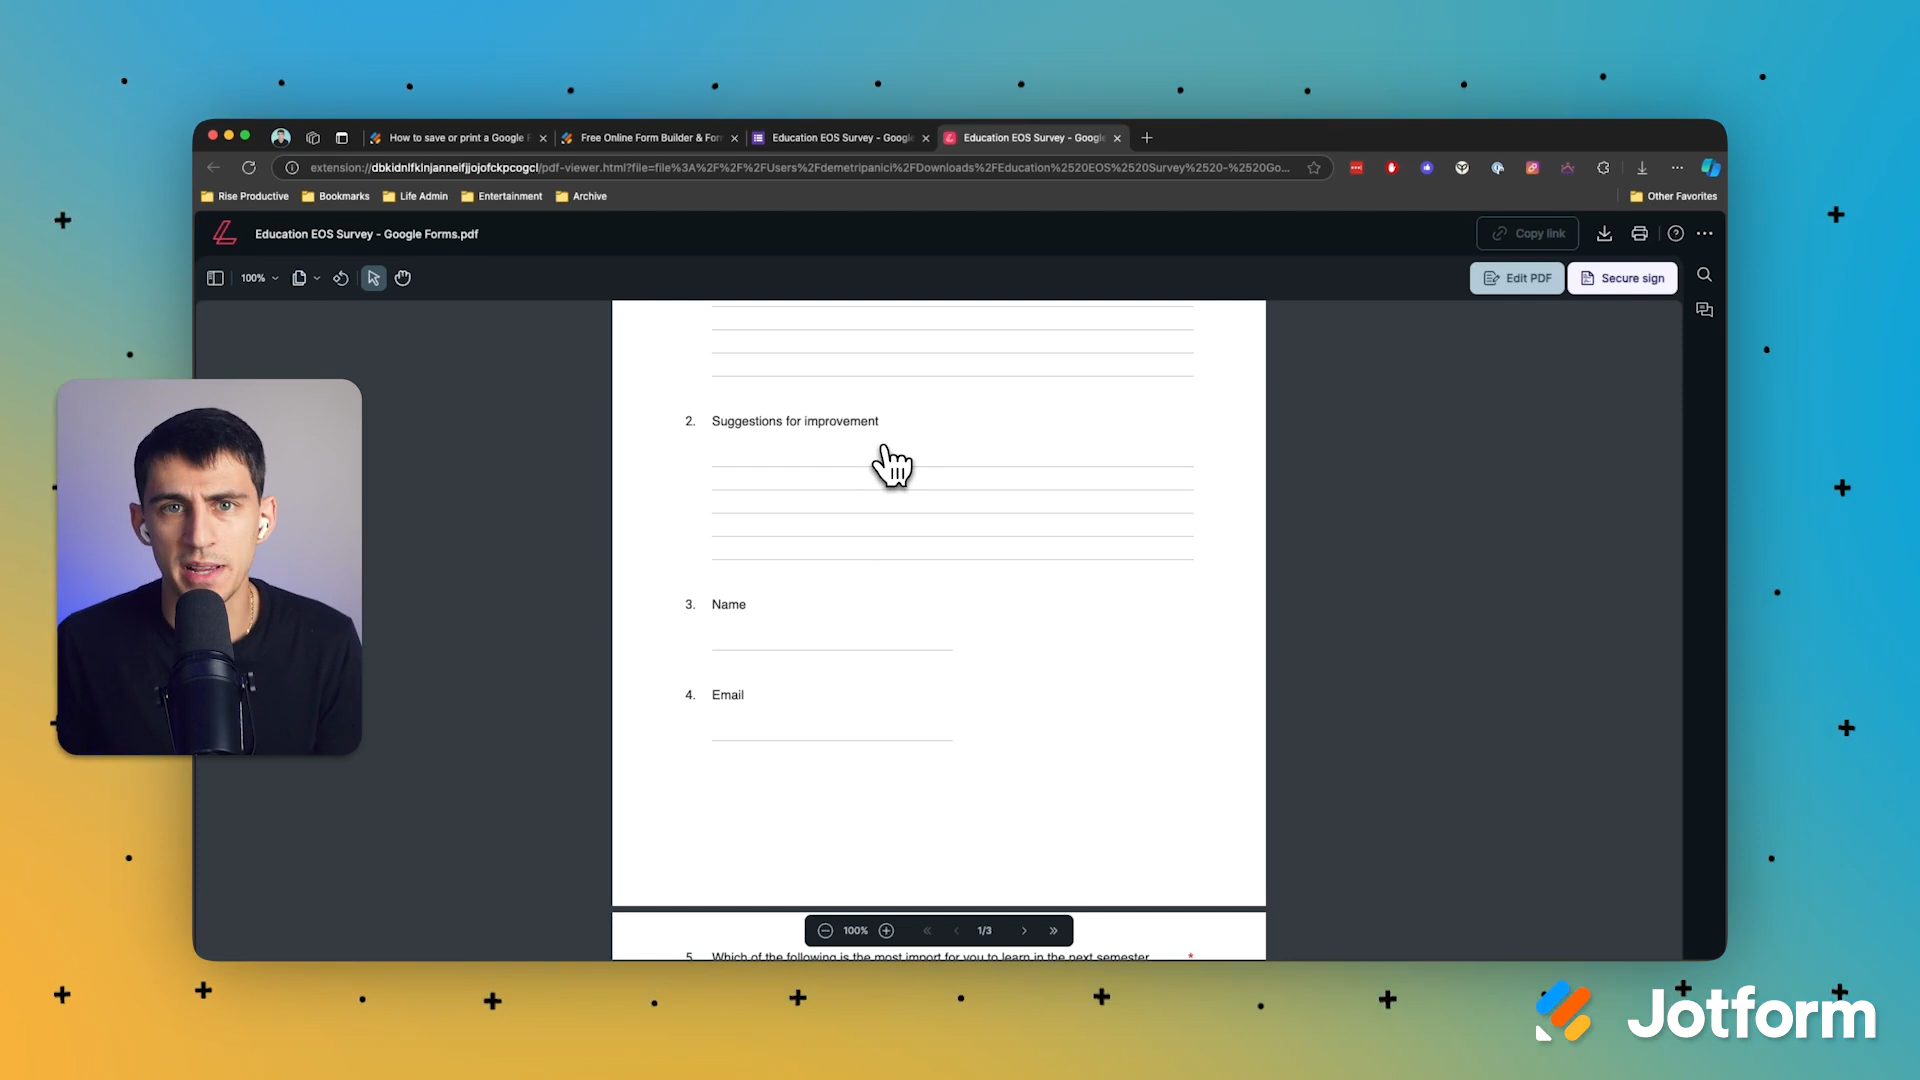 How to save or print a Google F
Free Online Form Builder & For
Education EOS Survey - Google
Education EOS Survey - Google
extension://dbkidnlfklnjanneifjjojofckpcogcl/pdf-viewer.html?file=file%3A%2F%2F%2FUsers%2Fdemetripanici%2FDownloads%2FEducation%2520EOS%2520Survey%2520-%2520Go...
Rise Productive
Bookmarks
Life Admin
Entertainment
Archive
Other Favorites
Education EOS Survey - Google Forms.pdf
Copy link
100%
Edit PDF
Secure sign
2. Suggestions for improvement
3. Name
4. Email
100%
1/3
5. Which of the following is the most import for you to learn in the next semester *
Jotform